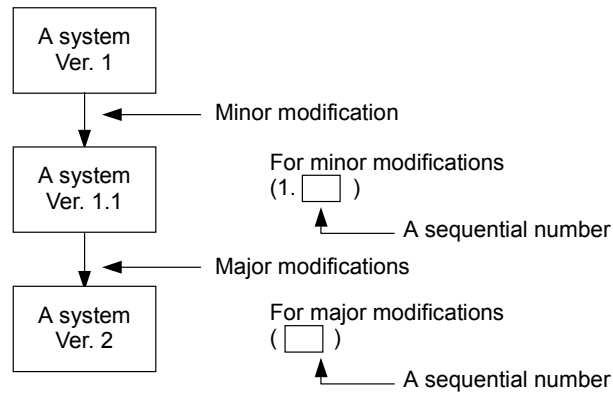 A system
Ver. 1
Minor modification
A system
Ver. 1.1
For minor modifications
(1. )
A sequential number
Major modifications
A system
Ver. 2
For major modifications
( )
A sequential number